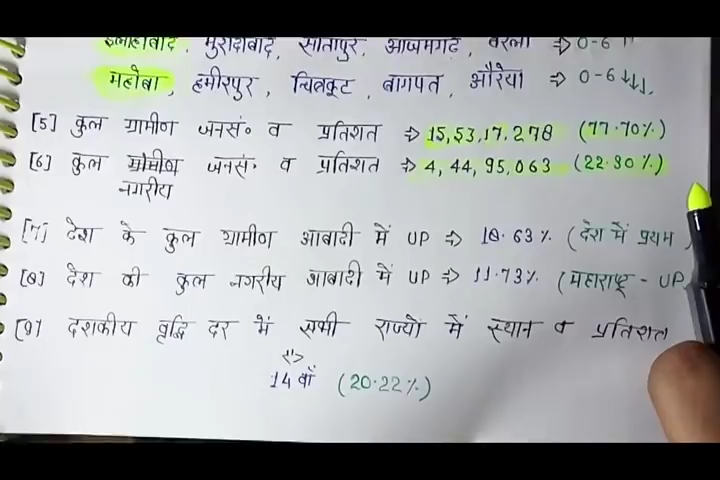 इलाहाबाद, मुरादाबाद, सीतापुर, आजमगढ, बरेली ⇒ 0-6 ↑↑
महोबा, हमीरपुर, चित्रकूट, बागपत, औरेया ⇒ 0-6 ↓↓↓
[5] कुल ग्रामीण जनसं॰ व प्रतिशत ⇒ 15,53,17,278 (77.70%)
[6] कुल ग्रामीण जनसं॰ व प्रतिशत ⇒ 4,44,95,063 (22.30%)
नगरीय
[7] देश के कुल ग्रामीण आबादी में UP ⇒ 18.63% (देश में प्रथम)
[8] देश की कुल नगरीय आबादी में UP ⇒ 11.73% (महाराष्ट्र - UP
[9] दशकीय वृद्धि दर में सभी राज्यों में स्थान व प्रतिशत
14 वाँ (20.22%)